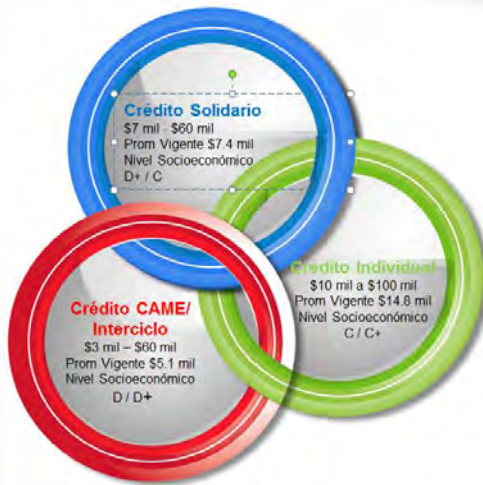 Crédito Solidario
$7 mil - $60 mil
Prom Vigente $7.4 mil
Nivel Socioeconómico
D+ / C
Credito Individual
$10 mil a $100 mil
Prom Vigente $14.8 mil
Nivel Socioeconómico
C / C+
Crédito CAME/
Interciclo
$3 mil – $60 mil
Prom Vigente $5.1 mil
Nivel Socioeconómico
D / D+